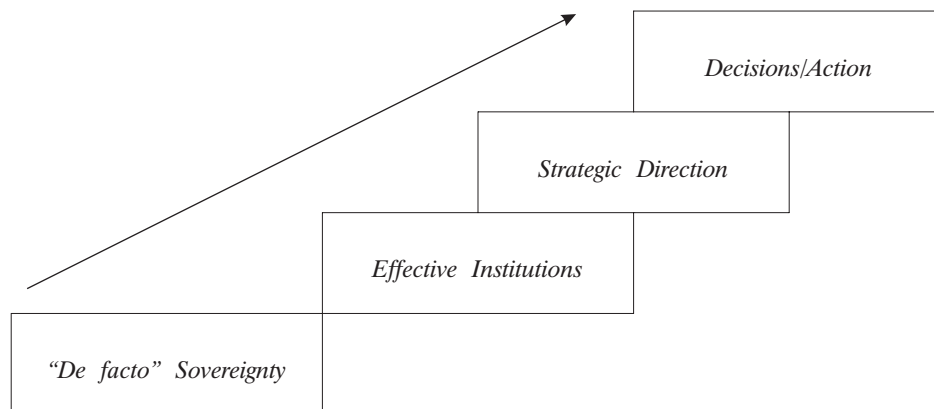 Decisions/Action
Strategic Direction
Effective Institutions
“De facto” Sovereignty